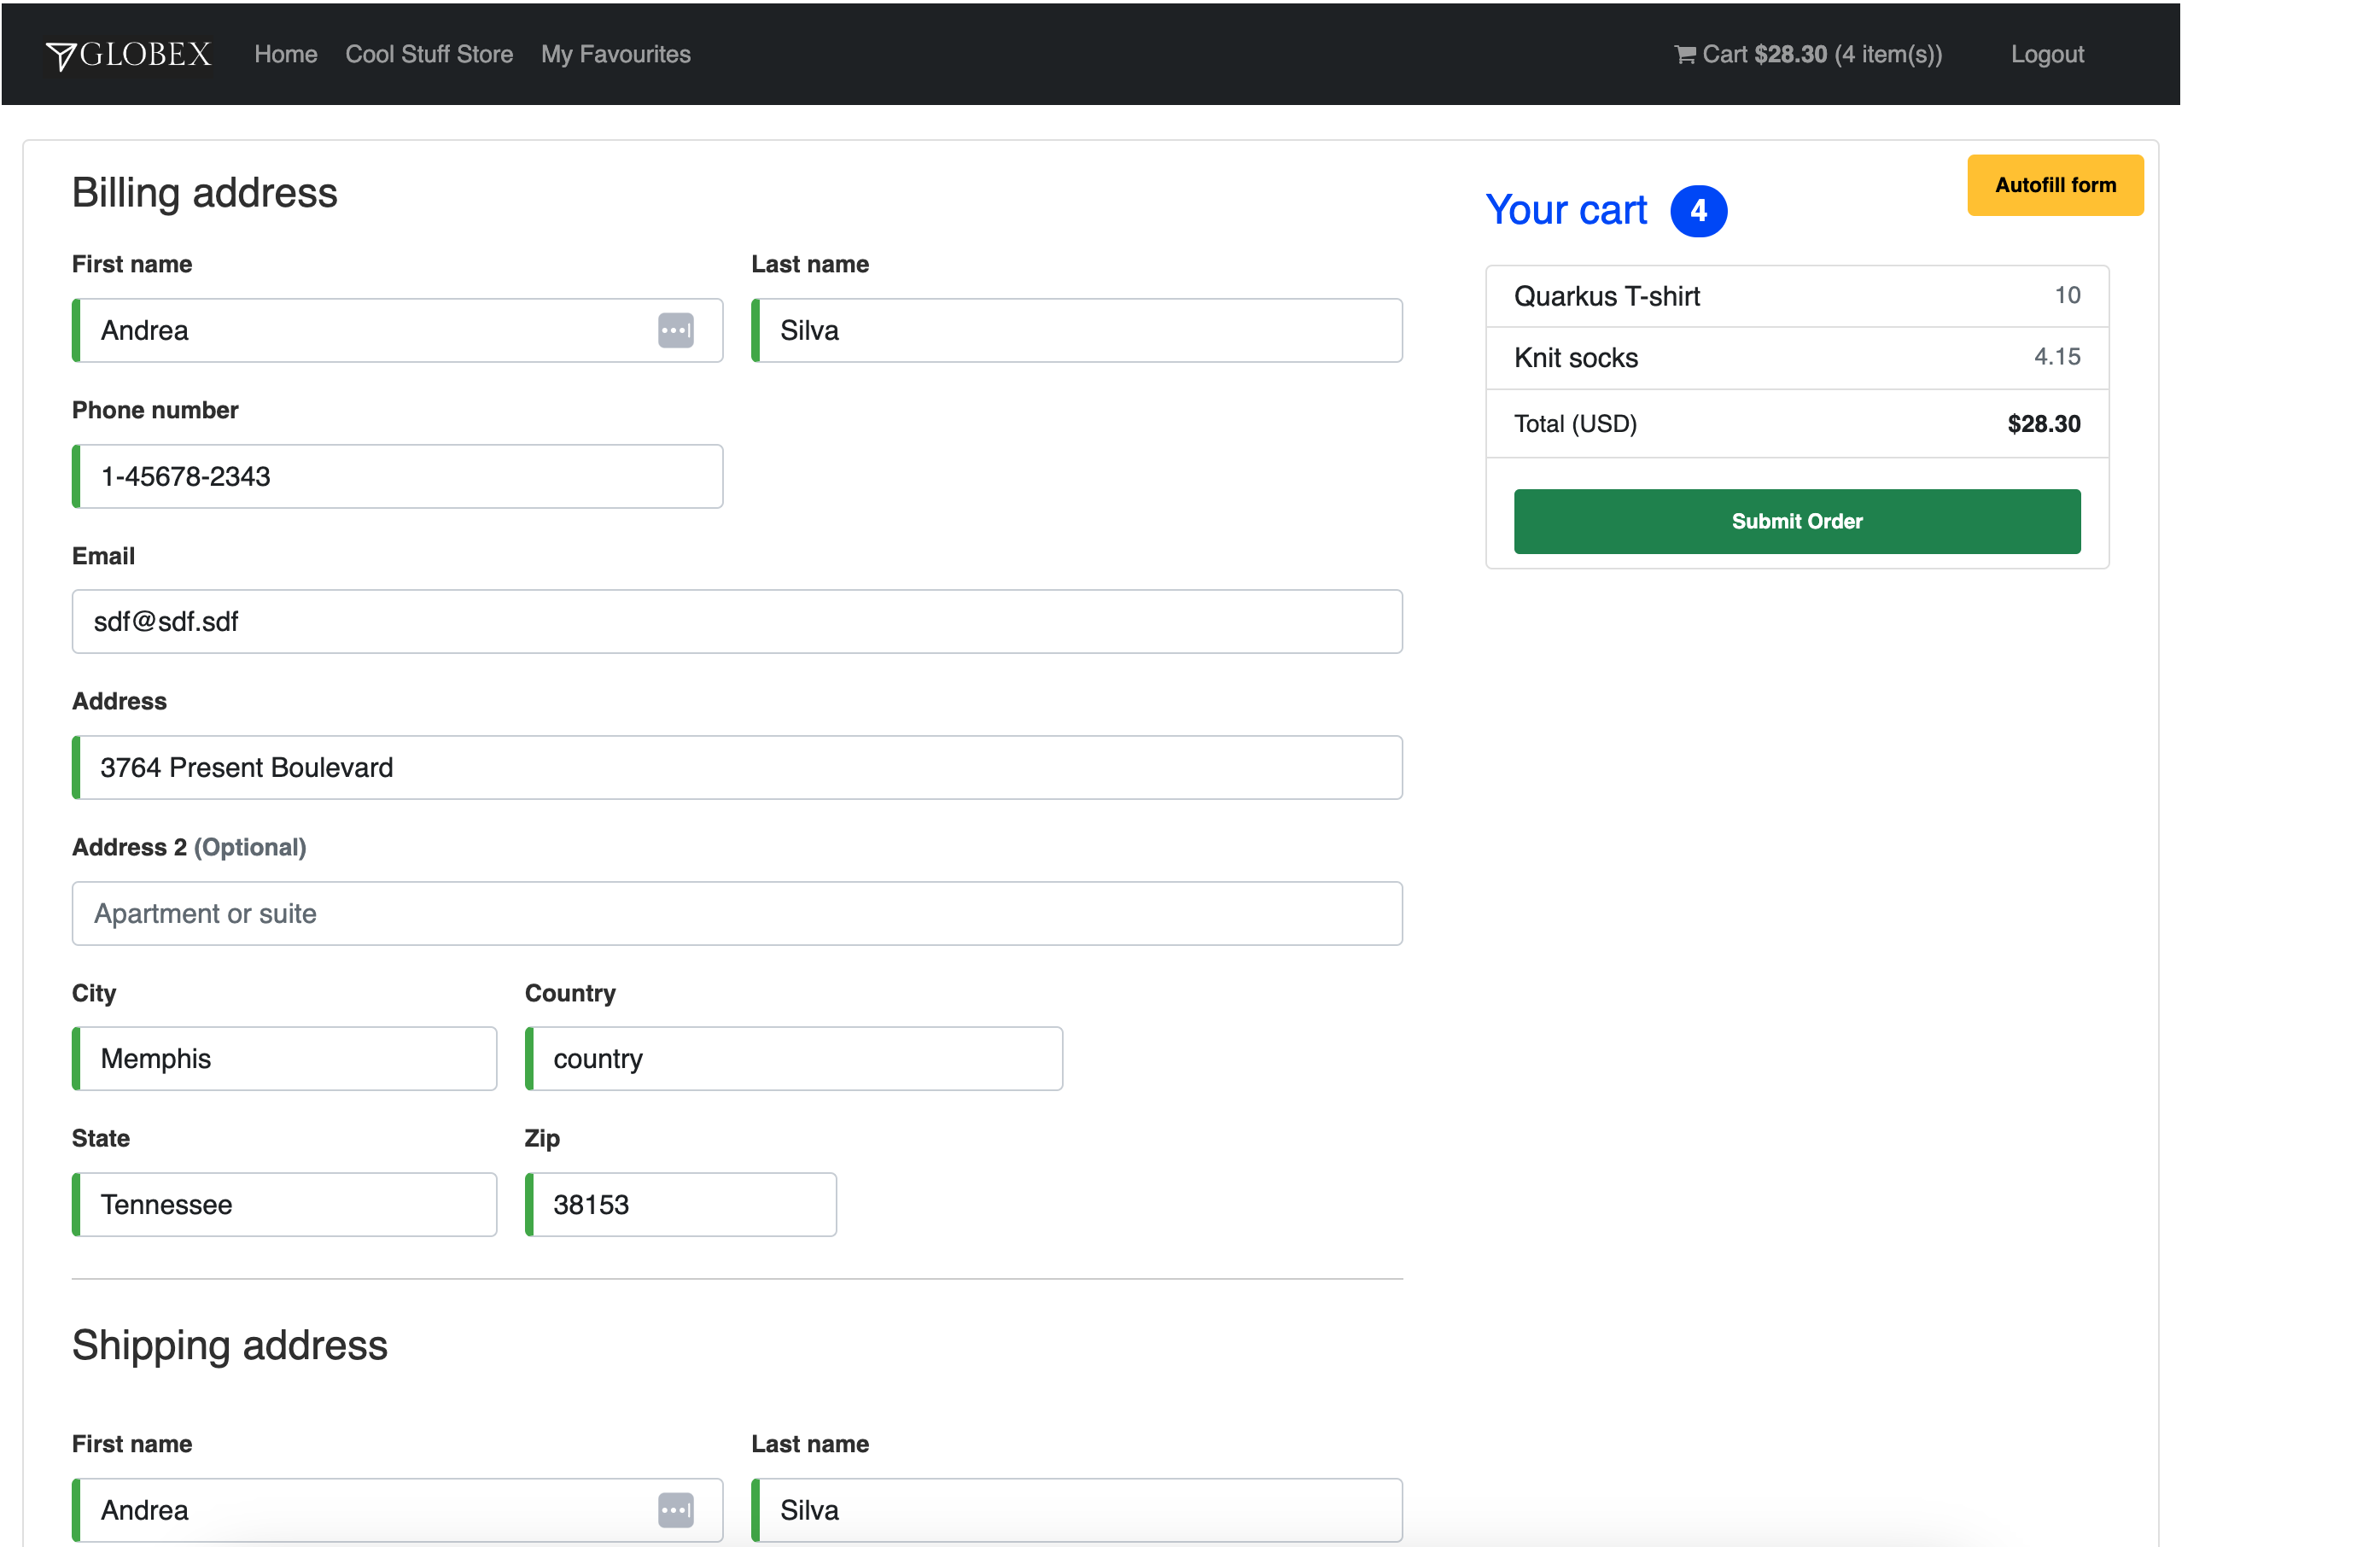 GLOBEX Home Cool Stuff Store My Favourites Cart $28.30 (4 item(s)) Logout
Autofill form
Billing address
First name Last name
Andrea Silva
Phone number
1-45678-2343
Email
sdf@sdf.sdf
Address
3764 Present Boulevard
Address 2 (Optional)
Apartment or suite
City Country
Memphis country
State Zip
Tennessee 38153
Shipping address
First name Last name
Andrea Silva
Your cart 4
Quarkus T-shirt 10
Knit socks 4.15
Total (USD) $28.30
Submit Order